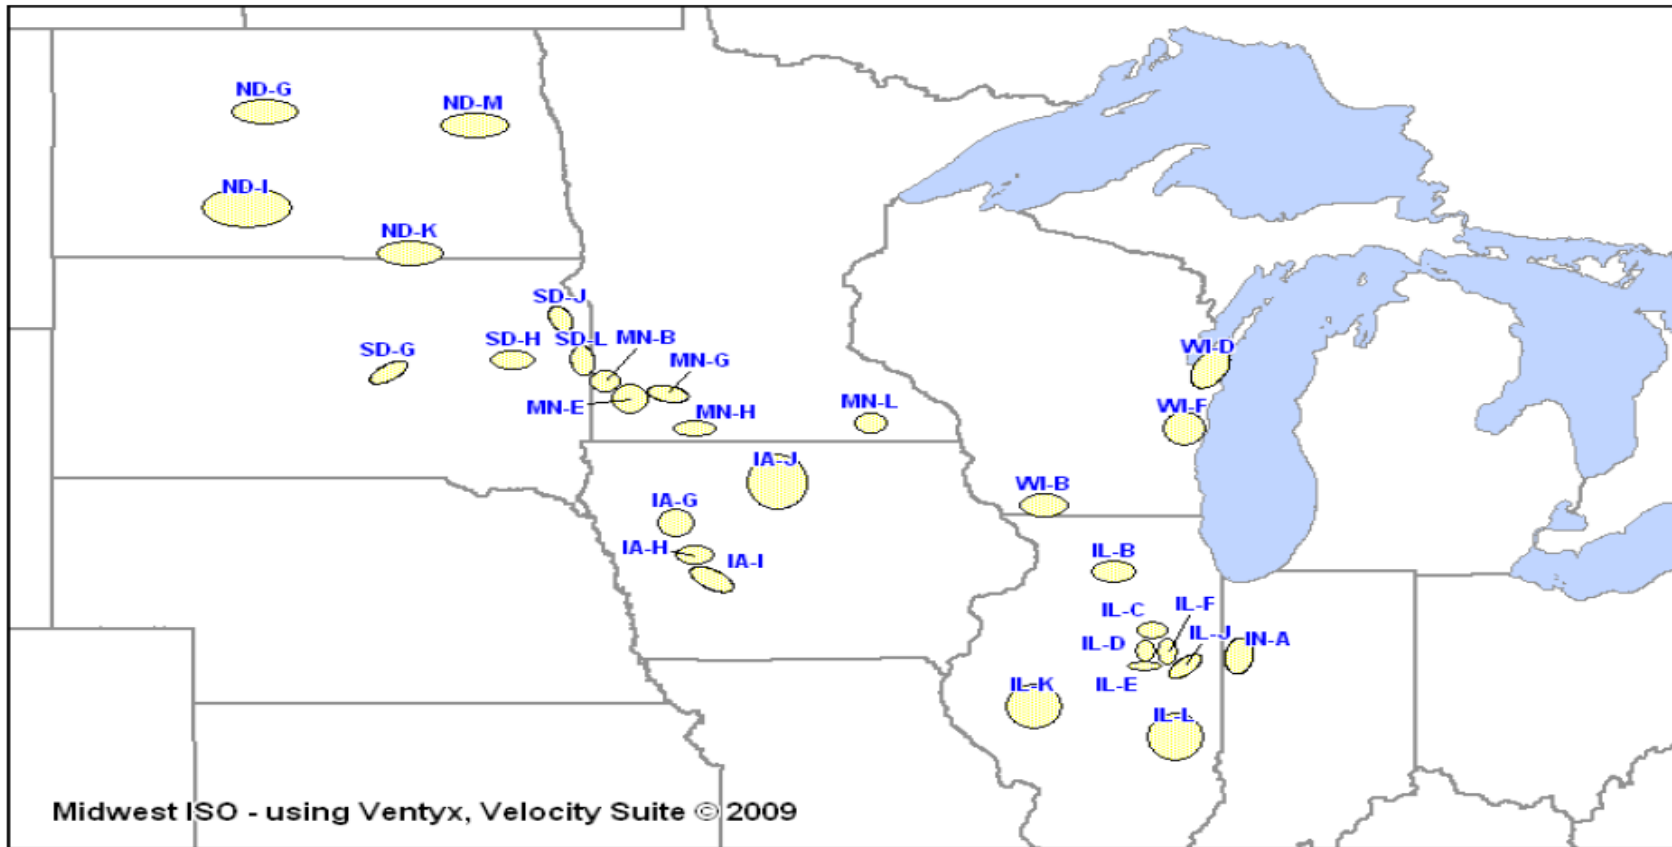 ND-G
ND-M
ND-I
ND-K
SD-J
SD-H
SD-L
MN-B
SD-G
MN-G
MN-E
MN-H
MN-L
WI-D
WI-F
IA-J
WI-B
IA-G
IA-H
IA-I
IL-B
IL-C
IL-F
IL-D
IL-J
IN-A
IL-E
IL-K
IL-L
Midwest ISO - using Ventyx, Velocity Suite © 2009